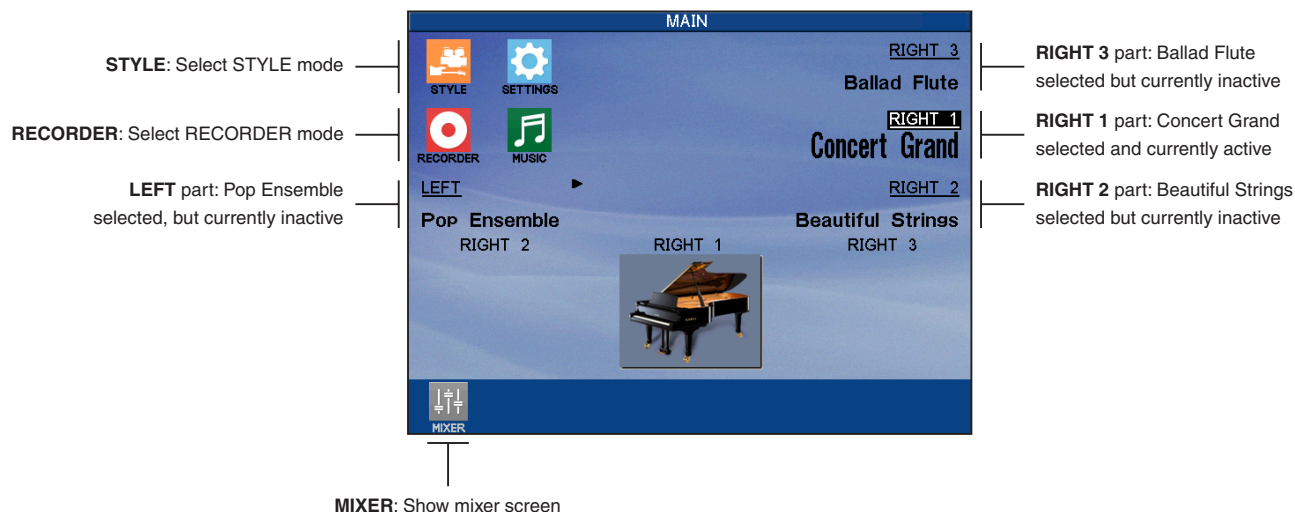 MAIN
STYLE: Select STYLE mode
RECORDER: Select RECORDER mode
LEFT part: Pop Ensemble
selected, but currently inactive
STYLE
SETTINGS
RECORDER
MUSIC
LEFT
Pop Ensemble
RIGHT 3
Ballad Flute
RIGHT 1
Concert Grand
RIGHT 2
Beautiful Strings
RIGHT 2
RIGHT 1
RIGHT 3
MIXER
RIGHT 3 part: Ballad Flute
selected but currently inactive
RIGHT 1 part: Concert Grand
selected and currently active
RIGHT 2 part: Beautiful Strings
selected but currently inactive
MIXER: Show mixer screen